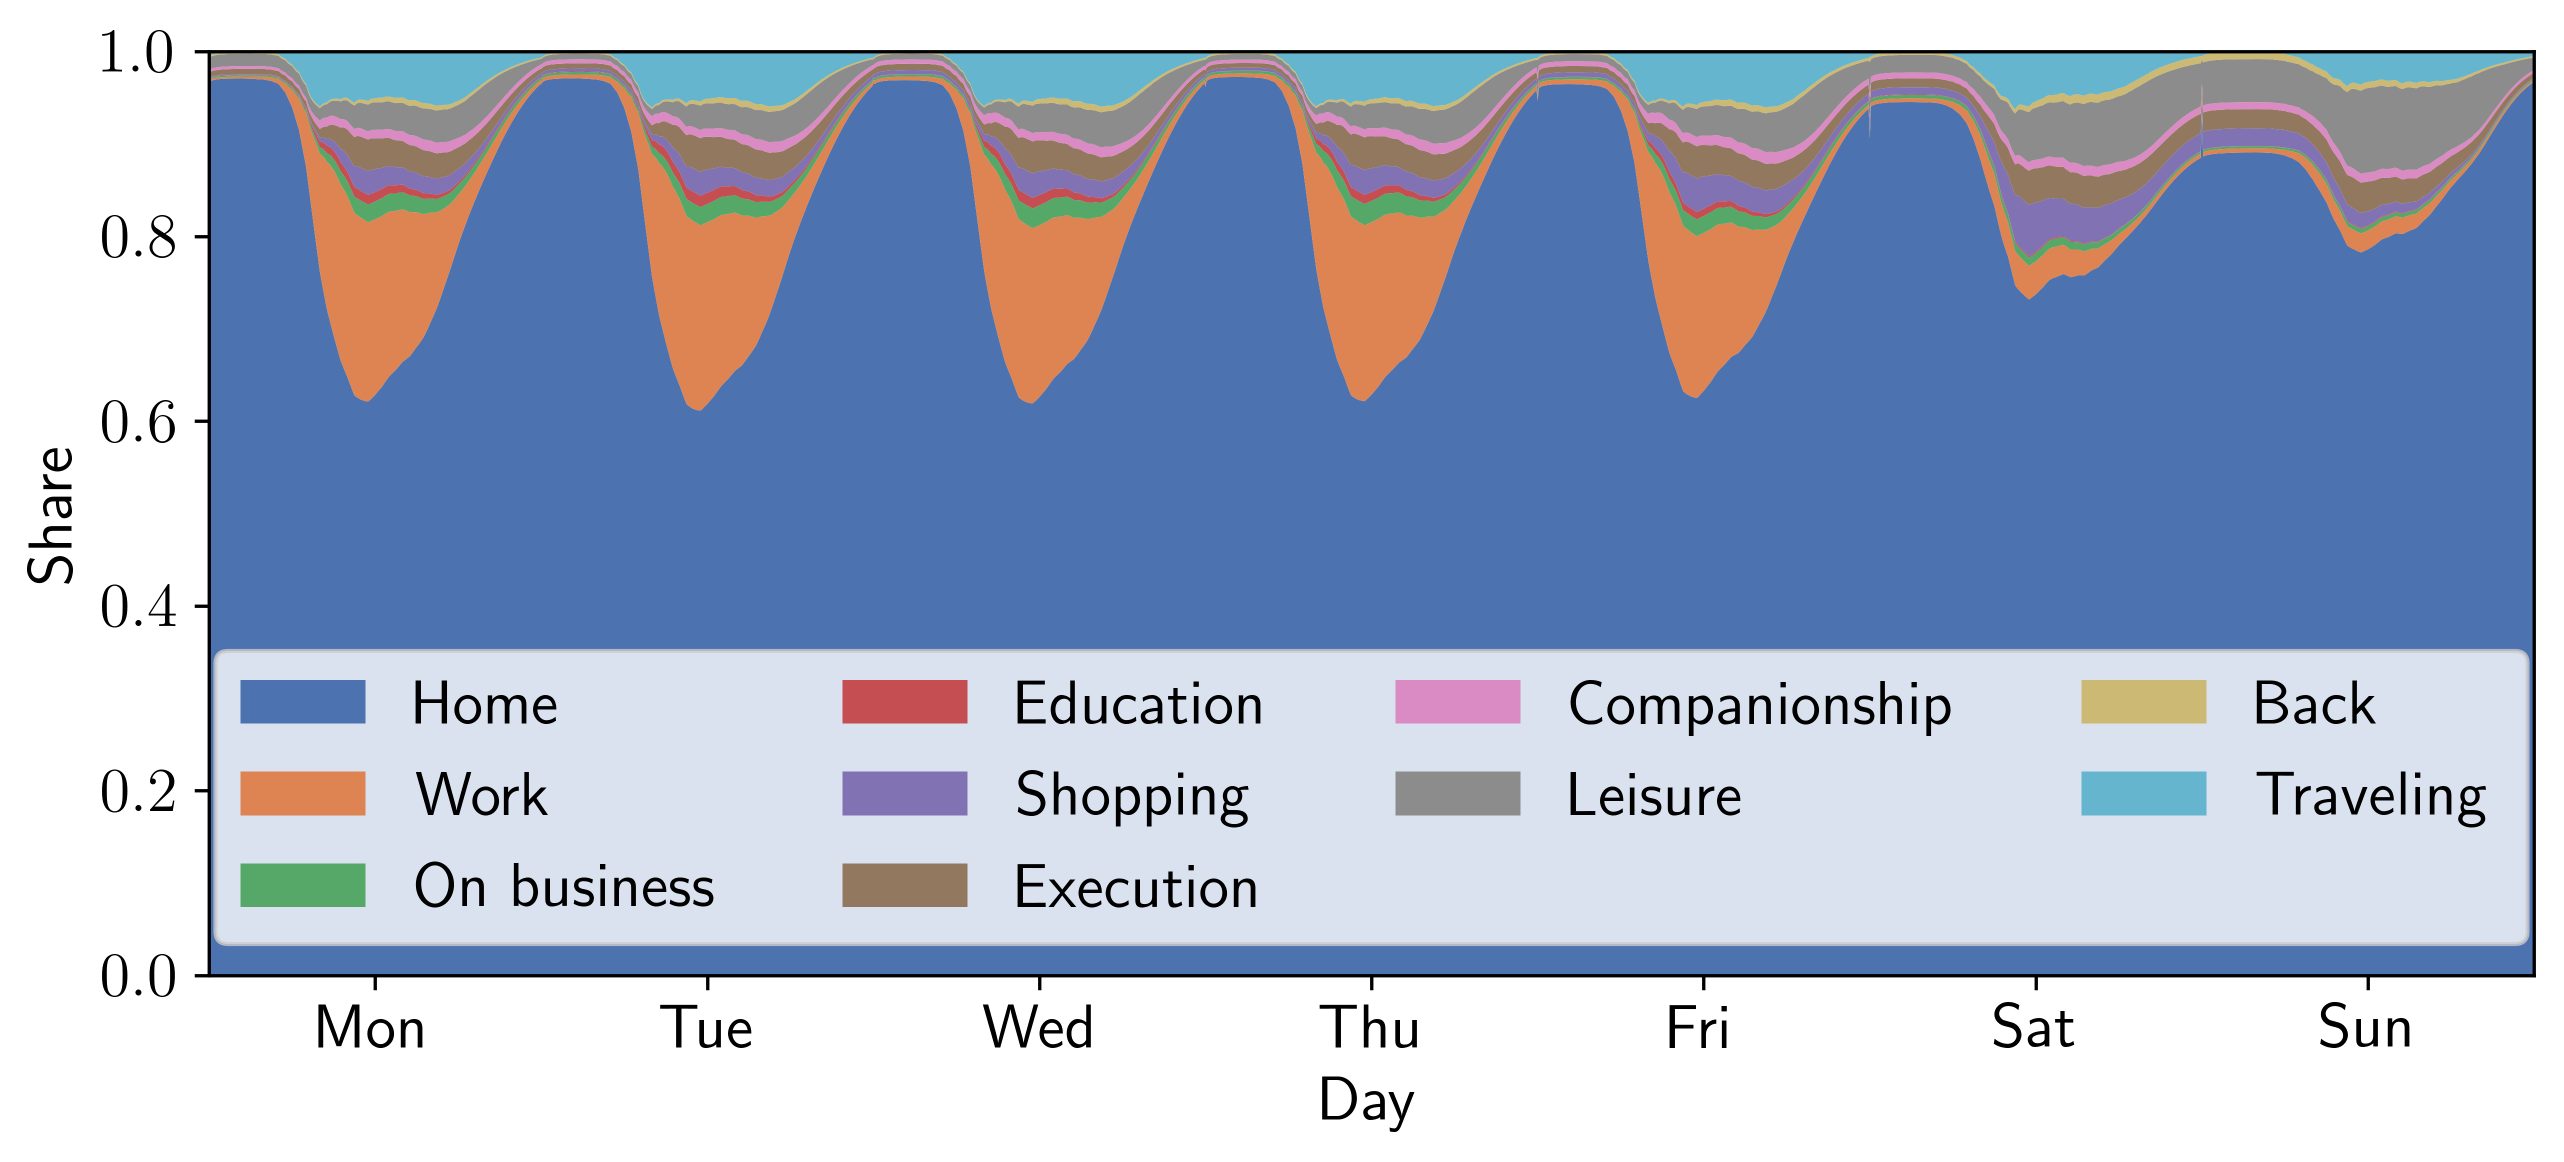 1.0
0.8
0.6
0.4
0.2
0.0
Share
Home
Work
On business
Education
Shopping
Execution
Companionship
Leisure
Back
Traveling
Mon Tue Wed Thu Fri Sat Sun
Day